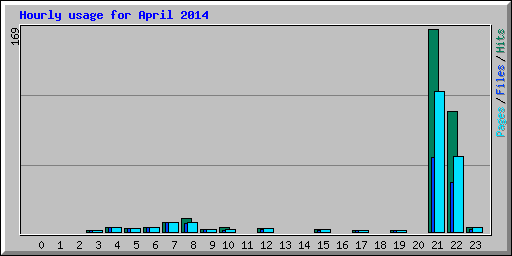 Hourly usage for April 2014
169
Pages/Files/Hits
0 1 2 3 4 5 6 7 8 9 10 11 12 13 14 15 16 17 18 19 20 21 22 23